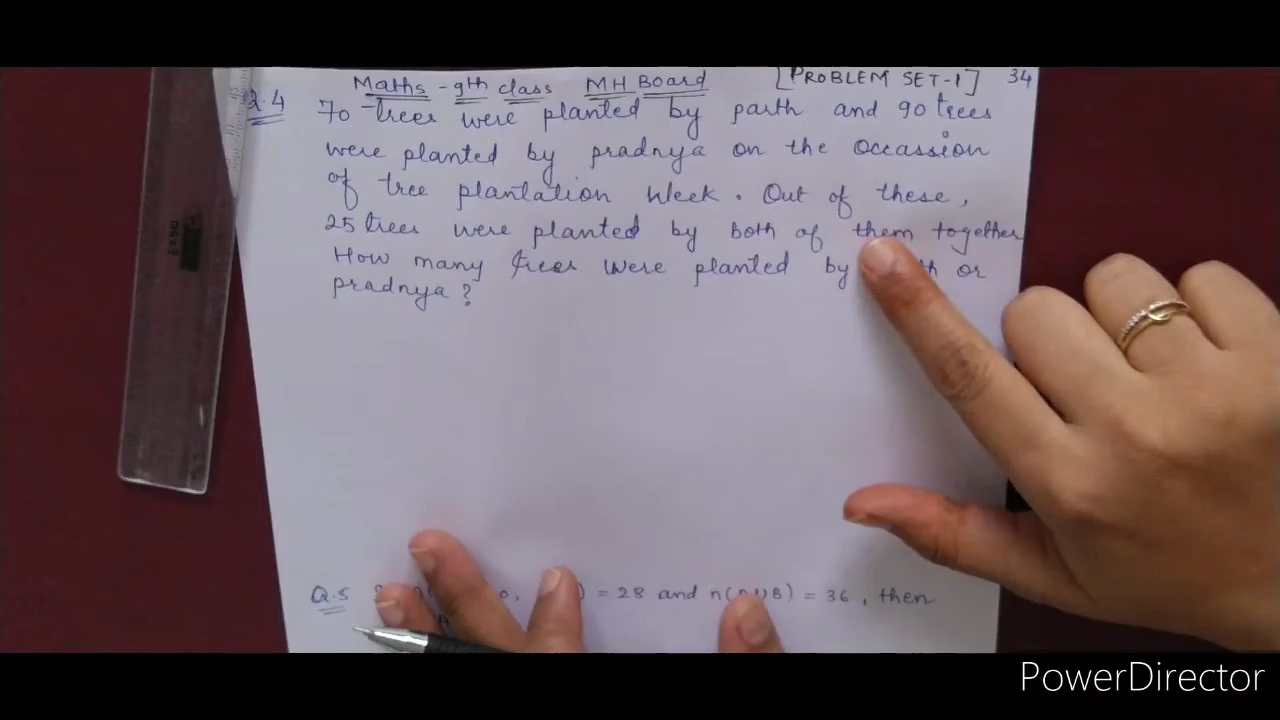 Maths - 9th class MH Board [PROBLEM SET-1] 34
Q.4 70 trees were planted by parth and 90 trees
were planted by pradnya on the occassion
of tree plantation week. Out of these,
25 trees were planted by both of them together
How many trees were planted by or
pradnya ?
Q.5 = 28 and = 36, then
PowerDirector